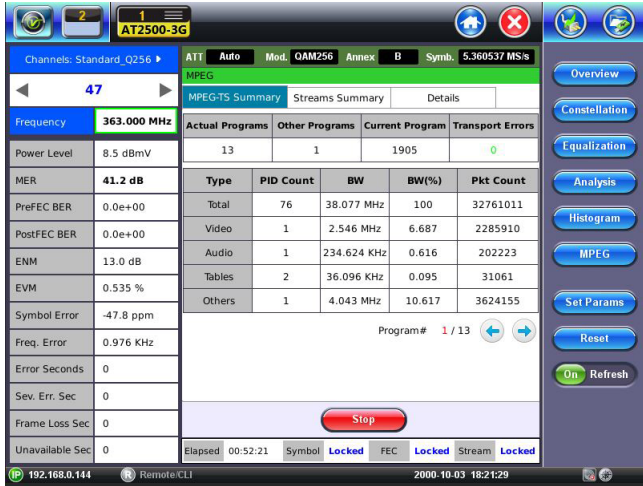 2
1
AT2500-3G
Channels: Standard_Q256
47
Frequency 363.000 MHz
Power Level 8.5 dBmV
MER 41.2 dB
PreFEC BER 0.0e+00
PostFEC BER 0.0e+00
ENM 13.0 dB
EVM 0.535 %
Symbol Error -47.8 ppm
Freq. Error 0.976 KHz
Error Seconds 0
Sev. Err. Sec 0
Frame Loss Sec 0
Unavailable Sec 0
ATT Auto Mod. QAM256 Annex B Symb. 5.360537 MS/s
MPEG
MPEG-TS Summary Streams Summary Details
Actual Programs Other Programs Current Program Transport Errors
13 1 1905 0
Type PID Count BW BW(%) Pkt Count
Total 76 38.077 MHz 100 32761011
Video 1 2.546 MHz 6.687 2285910
Audio 1 234.624 KHz 0.616 202223
Tables 2 36.096 KHz 0.095 31061
Others 1 4.043 MHz 10.617 3624155
Program# 1 / 13
Stop
Elapsed 00:52:21 Symbol Locked FEC Locked Stream Locked
Overview
Constellation
Equalization
Analysis
Histogram
MPEG
Set Params
Reset
On Refresh
IP 192.168.0.144 R Remote/CLI 2000-10-03 18:21:29